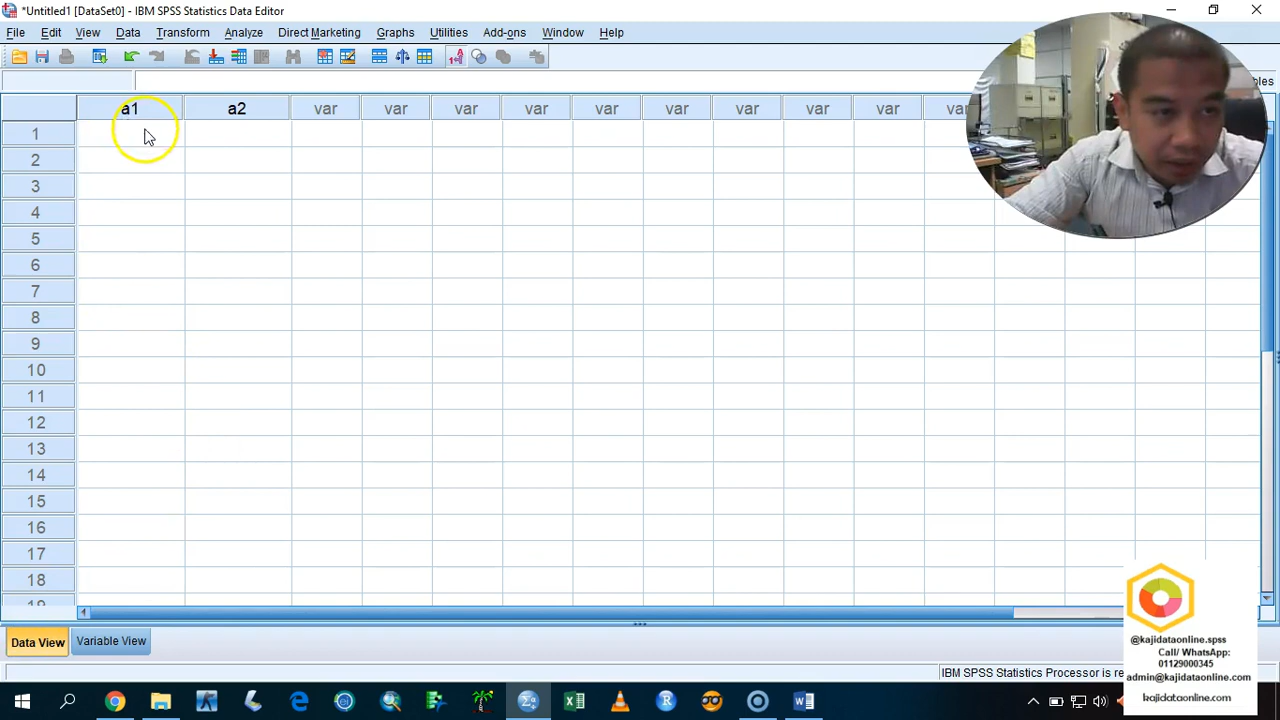 *Untitled1 [DataSet0] - IBM SPSS Statistics Data Editor
File Edit View Data Transform Analyze Direct Marketing Graphs Utilities Add-ons Window Help
a1 a2 var var var var var var var var var var
1
2
3
4
5
6
7
8
9
10
11
12
13
14
15
16
17
18
19
Data View Variable View
IBM SPSS Statistics Processor is re
@kajidataonline.spss
Call/ WhatsApp:
01129000345
admin@kajidataonline.com
kajidataonline.com